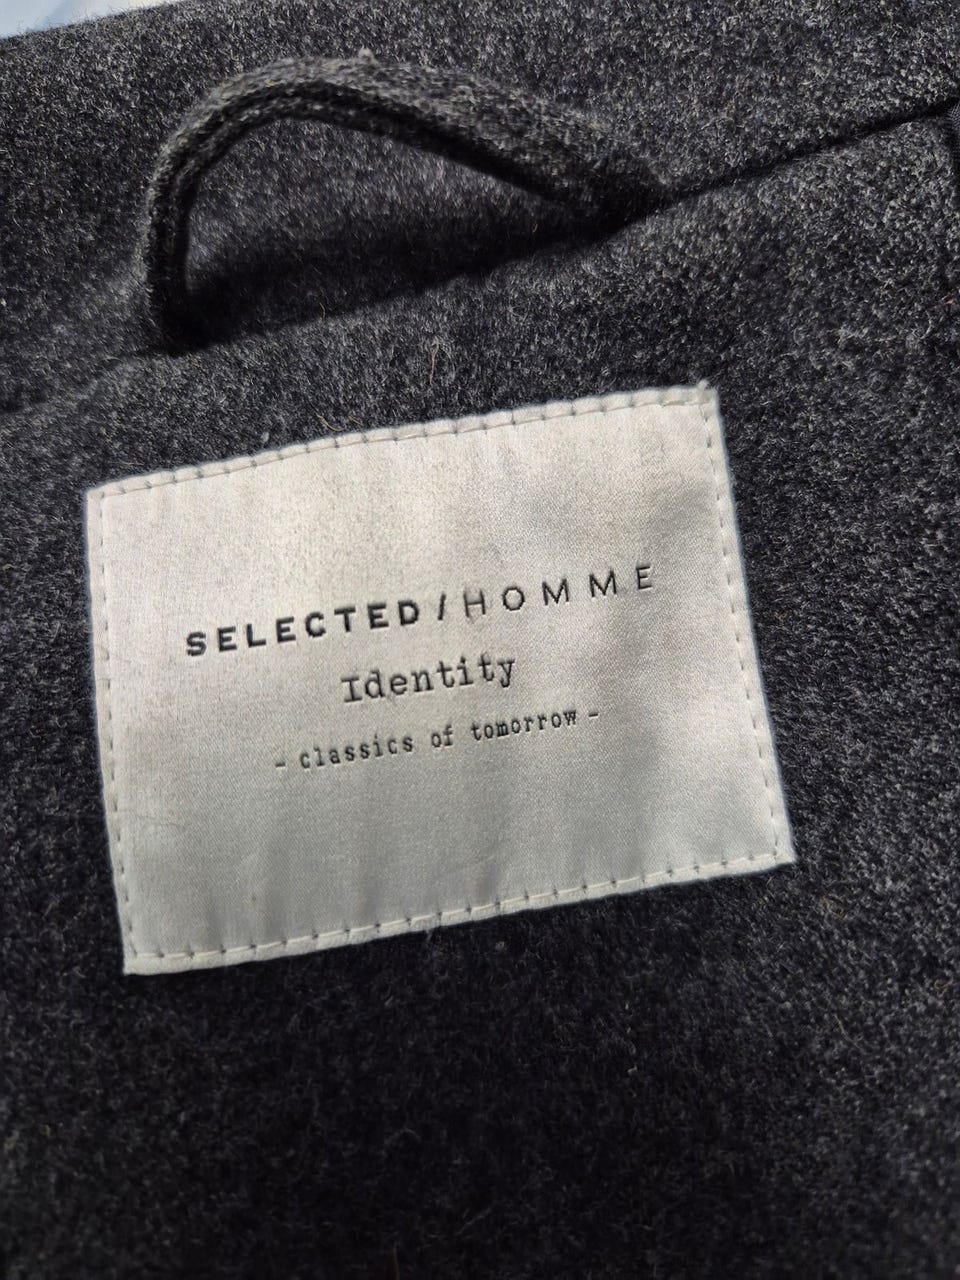 SELECTED/HOMME
Identity
- classics of tomorrow -